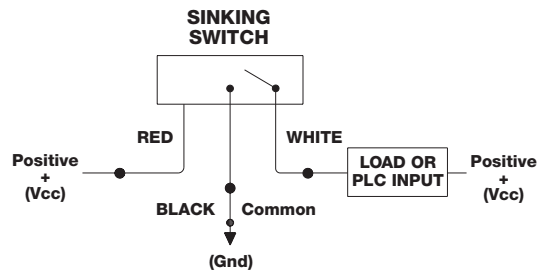 SINKING
SWITCH
RED
WHITE
Positive
+
(Vcc)
LOAD OR
PLC INPUT
Positive
+
(Vcc)
BLACK
Common
(Gnd)